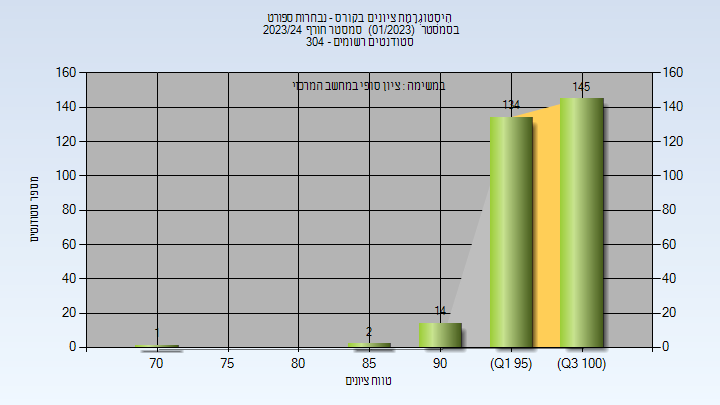 היסטוגרמת ציונים בקורס - נבחרות ספורט
בסמסטר (01/2023) סמסטר חורף 2023/24
סטודנטים רשומים - 304
במשימה : ציון סופי במחשב המרכזי
160 160
140 140
120 120
100 100
80 80
60 60
40 40
20 20
0 0
1 2 14 134 145
מספר סטודנטים
70 75 80 85 90 (Q1 95) (Q3 100)
טווח ציונים